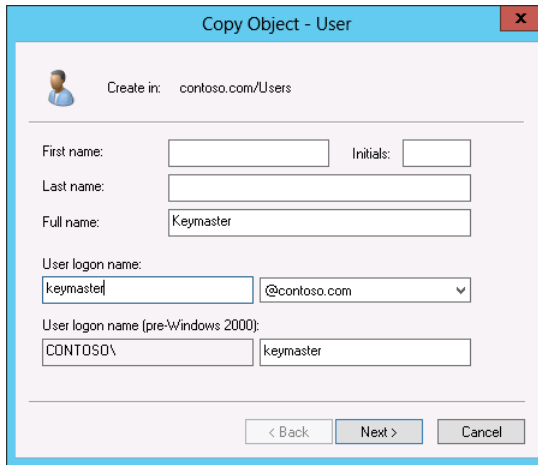 Copy Object - User
x
Create in: contoso.com/Users
First name: Initials:
Last name:
Full name: Keymaster
User logon name:
keymaster @contoso.com
User logon name (pre-Windows 2000):
CONTOSO\ keymaster
< Back Next > Cancel